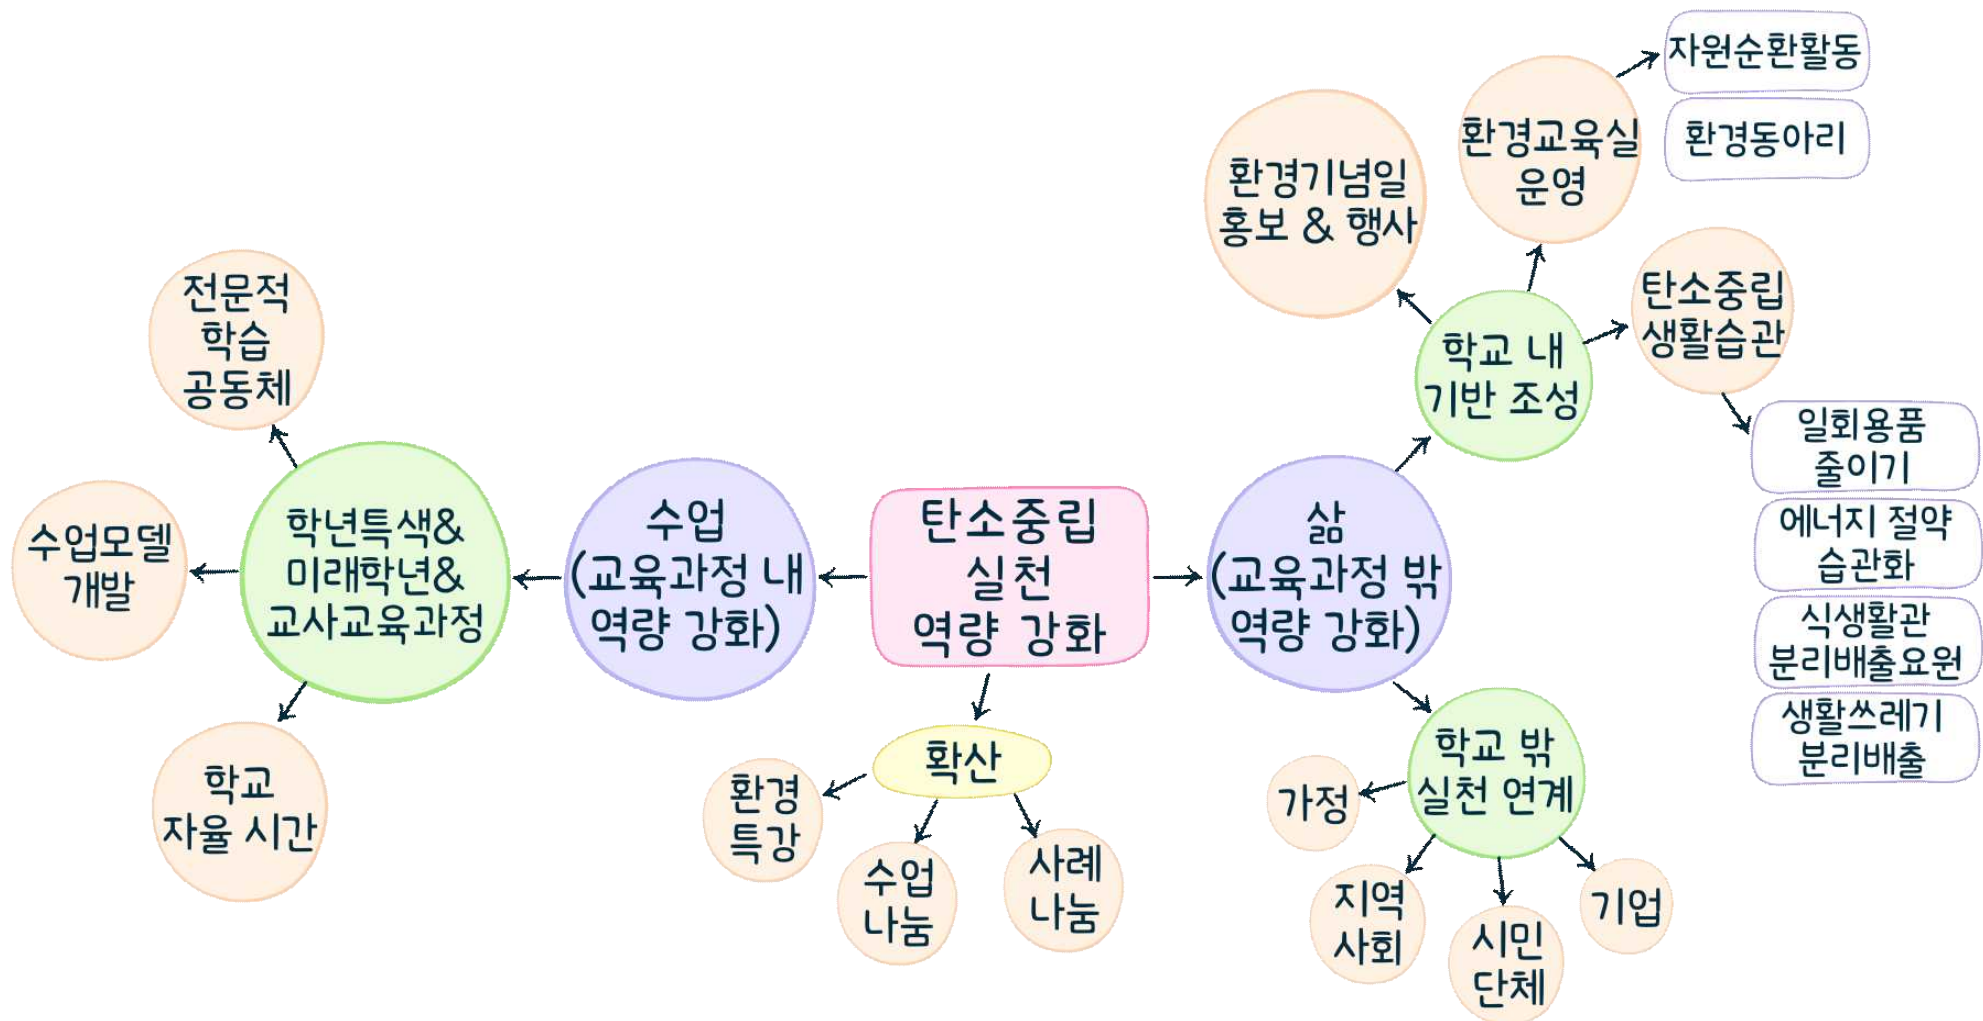 자원순환활동
환경동아리
환경교육실
운영
환경기념일
홍보 & 행사
탄소중립
생활습관
학교 내
기반 조성
일회용품
줄이기
에너지 절약
습관화
식생활관
분리배출요원
생활쓰레기
분리배출
전문적
학습
공동체
수업모델
개발
학교
자율 시간
학년특색&
미래학년&
교사교육과정
수업
(교육과정 내
역량 강화)
탄소중립
실천
역량 강화
삶
(교육과정 밖
역량 강화)
확산
환경
특강
수업
나눔
사례
나눔
학교 밖
실천 연계
가정
지역
사회
시민
단체
기업